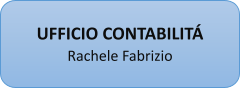 UFFICIO CONTABILITÁ
Rachele Fabrizio